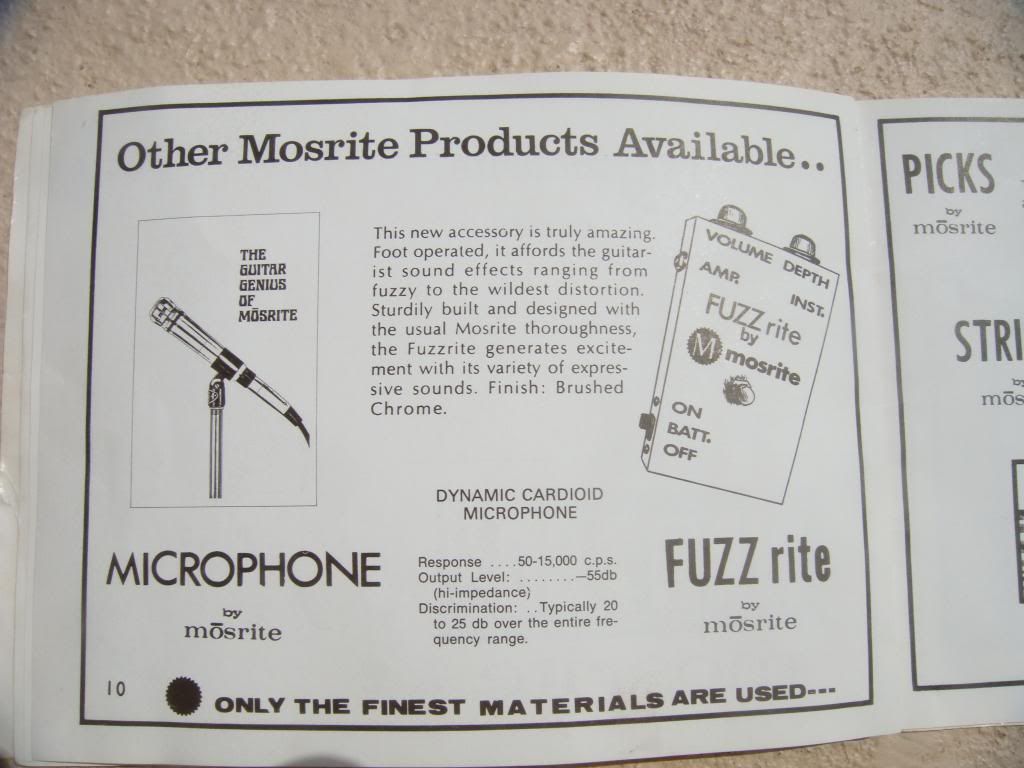 Other Mosrite Products Available..
THE
GUITAR
GENIUS
OF
MŌSRITE
This new accessory is truly amazing.
Foot operated, it affords the guitar-
ist sound effects ranging from
fuzzy to the wildest distortion.
Sturdily built and designed with
the usual Mosrite thoroughness,
the Fuzzrite generates excite-
ment with its variety of expres-
sive sounds. Finish: Brushed
Chrome.
VOLUME DEPTH
AMP. INST.
FUZZ rite
by
M mosrite
ON
BATT.
OFF
DYNAMIC CARDIOID
MICROPHONE
MICROPHONE
by
mōsrite
Response ....50-15,000 c.p.s.
Output Level: ........—55db
(hi-impedance)
Discrimination: ..Typically 20
to 25 db over the entire fre-
quency range.
FUZZ rite
by
mōsrite
10
ONLY THE FINEST MATERIALS ARE USED---
PICKS
by
mōsrite
STRI
by
mōs